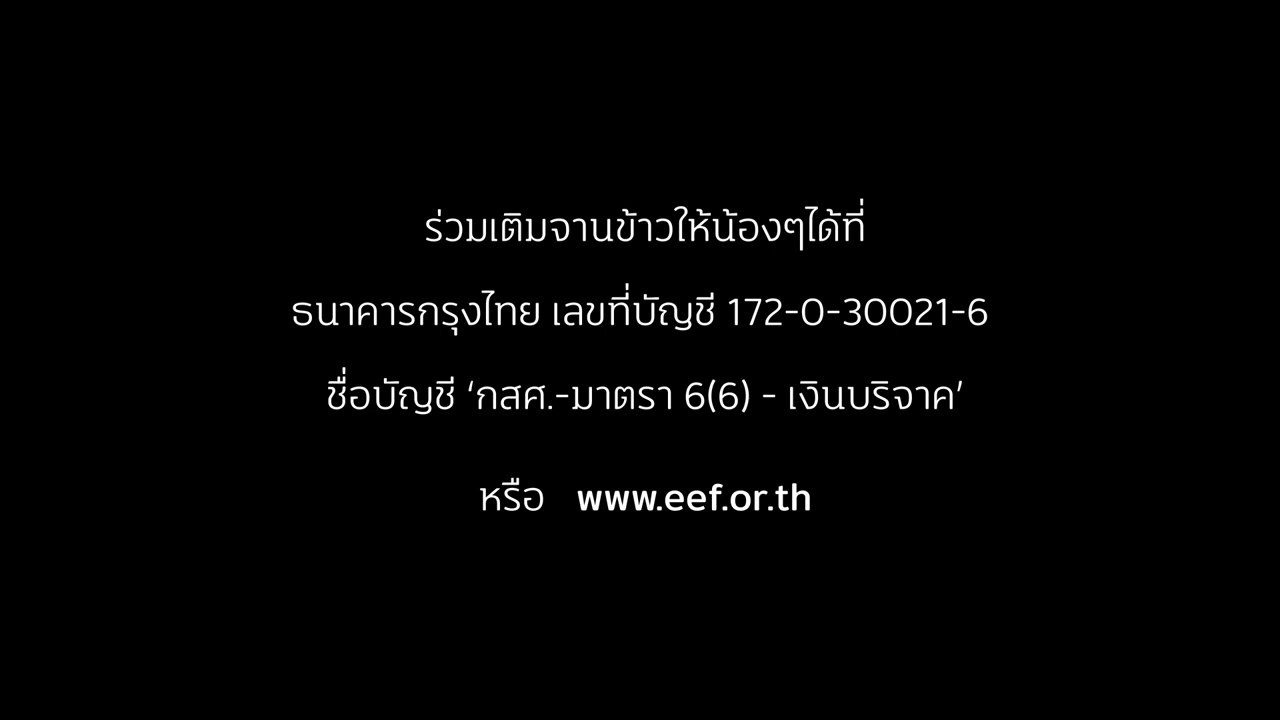 ร่วมเติมจานข้าวให้น้องๆได้ที่
ธนาคารกรุงไทย เลขที่บัญชี 172-0-30021-6
ชื่อบัญชี ‘กสศ.-มาตรา 6(6) - เงินบริจาค’
หรือ www.eef.or.th